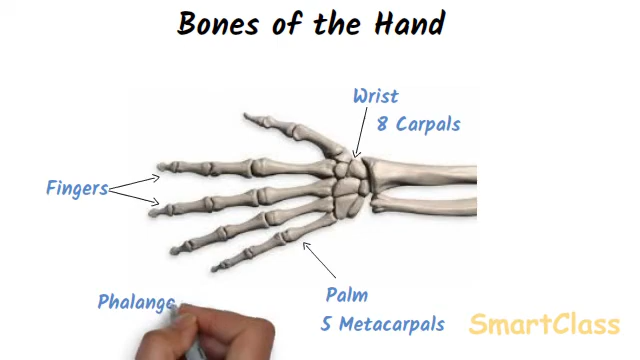 Bones of the Hand
Wrist
8 Carpals
Fingers
Palm
Phalange
5 Metacarpals
SmartClass